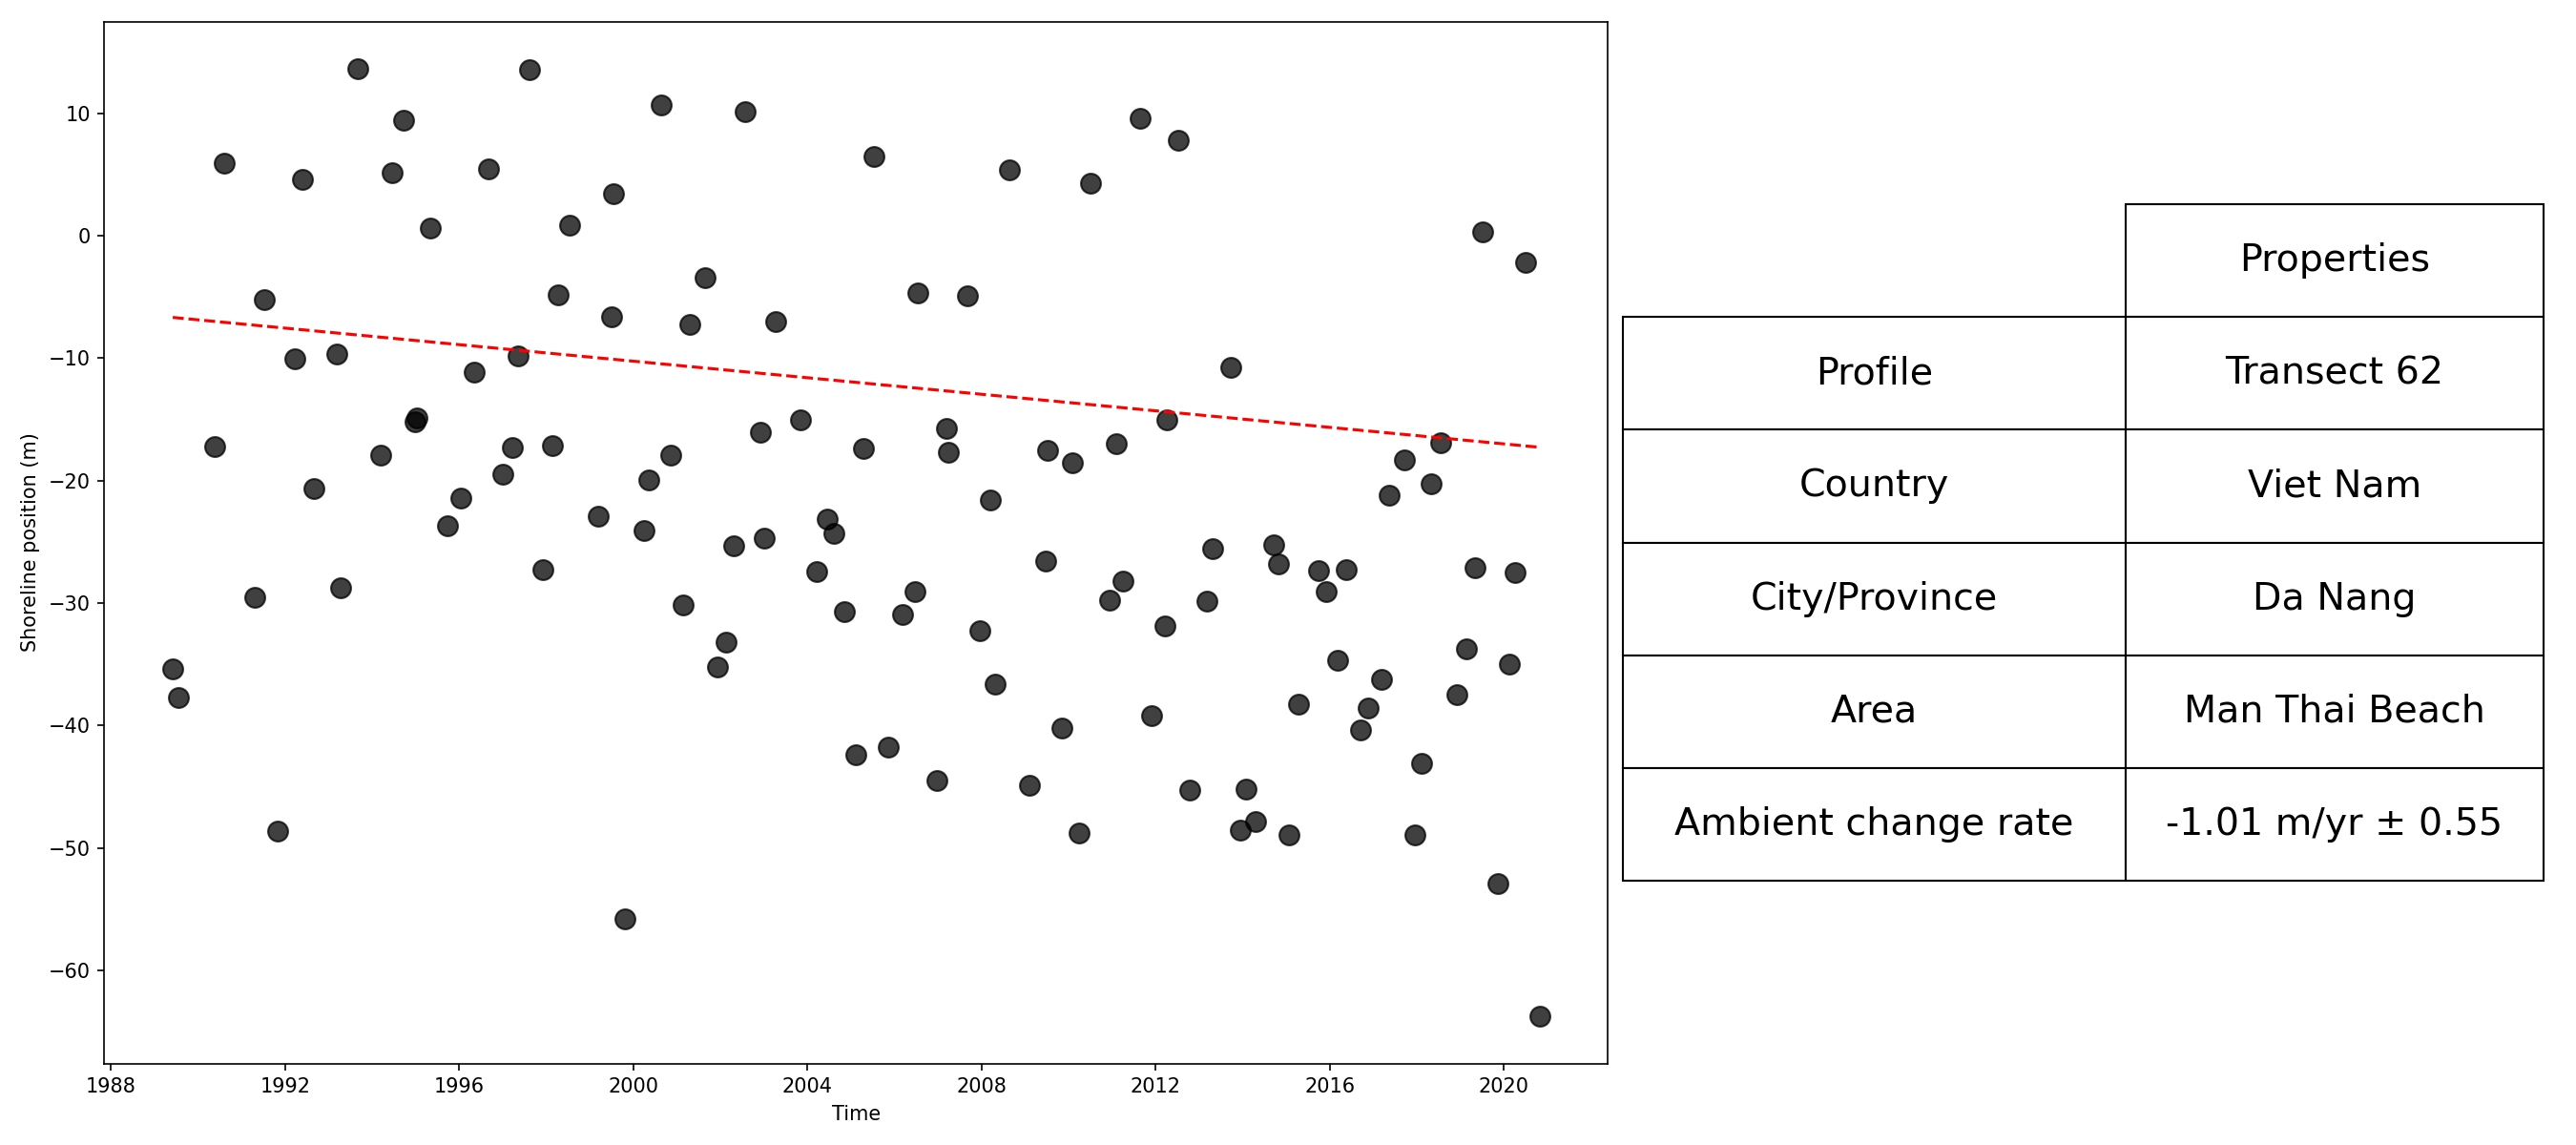 10
0
−10
−20
−30
−40
−50
−60
Shoreline position (m)
1988 1992 1996 2000 2004 2008 2012 2016 2020
Time
Properties
Profile Transect 62
Country Viet Nam
City/Province Da Nang
Area Man Thai Beach
Ambient change rate -1.01 m/yr ± 0.55